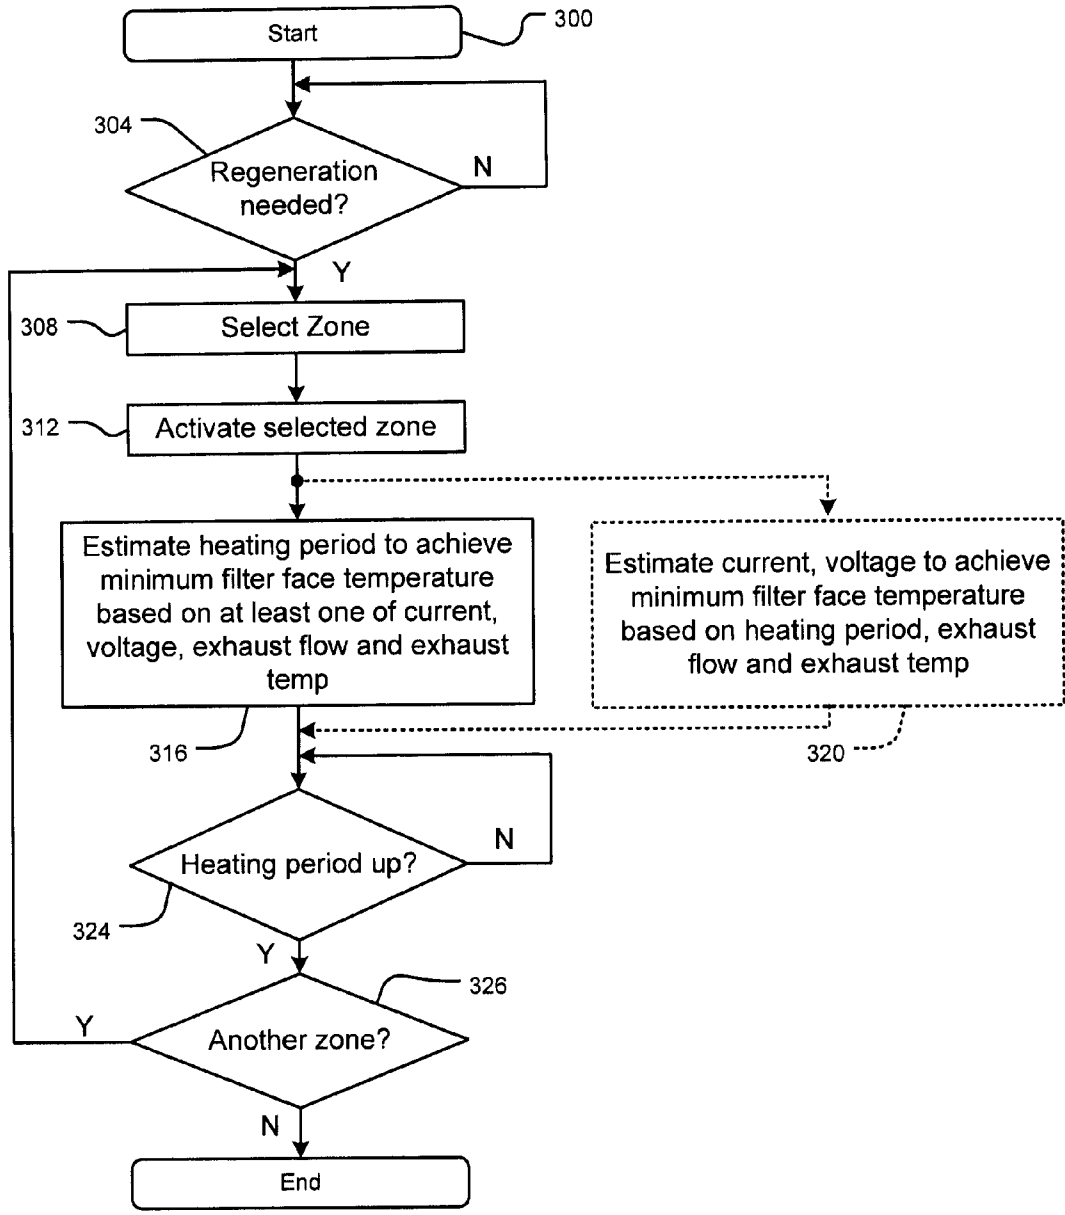 Start
300
304
Regeneration
needed?
N
Y
308
Select Zone
312
Activate selected zone
Estimate heating period to achieve
minimum filter face temperature
based on at least one of current,
voltage, exhaust flow and exhaust
temp
Estimate current, voltage to achieve
minimum filter face temperature
based on heating period, exhaust
flow and exhaust temp
316
320
N
Heating period up?
324
Y
326
Y
Another zone?
N
End